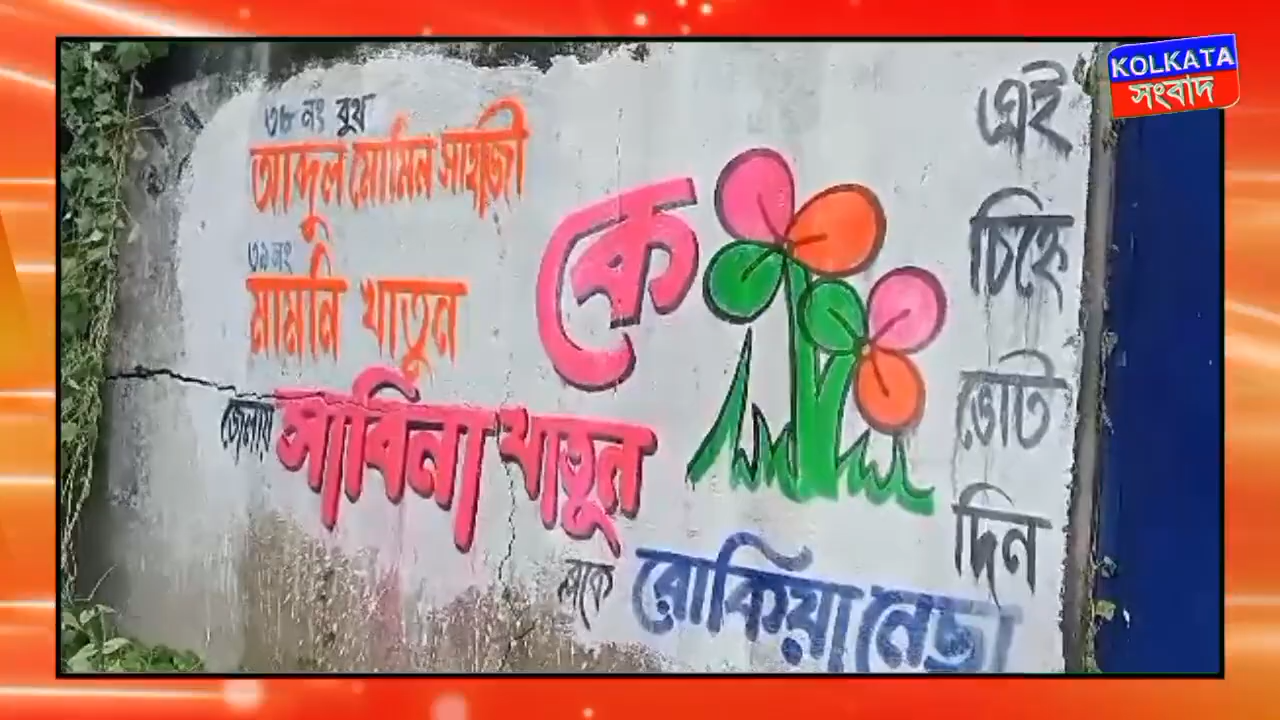 ৩৮ নং বুথ
আব্দুল মোমিন সাহাজী
৩৯ নং
মামনি খাতুন
জেলায় সাবিনা খাতুন
কে
ব্লকে রোকিয়া নেছা
এই
চিহ্নে
ভোট
দিন
KOLKATA
সংবাদ